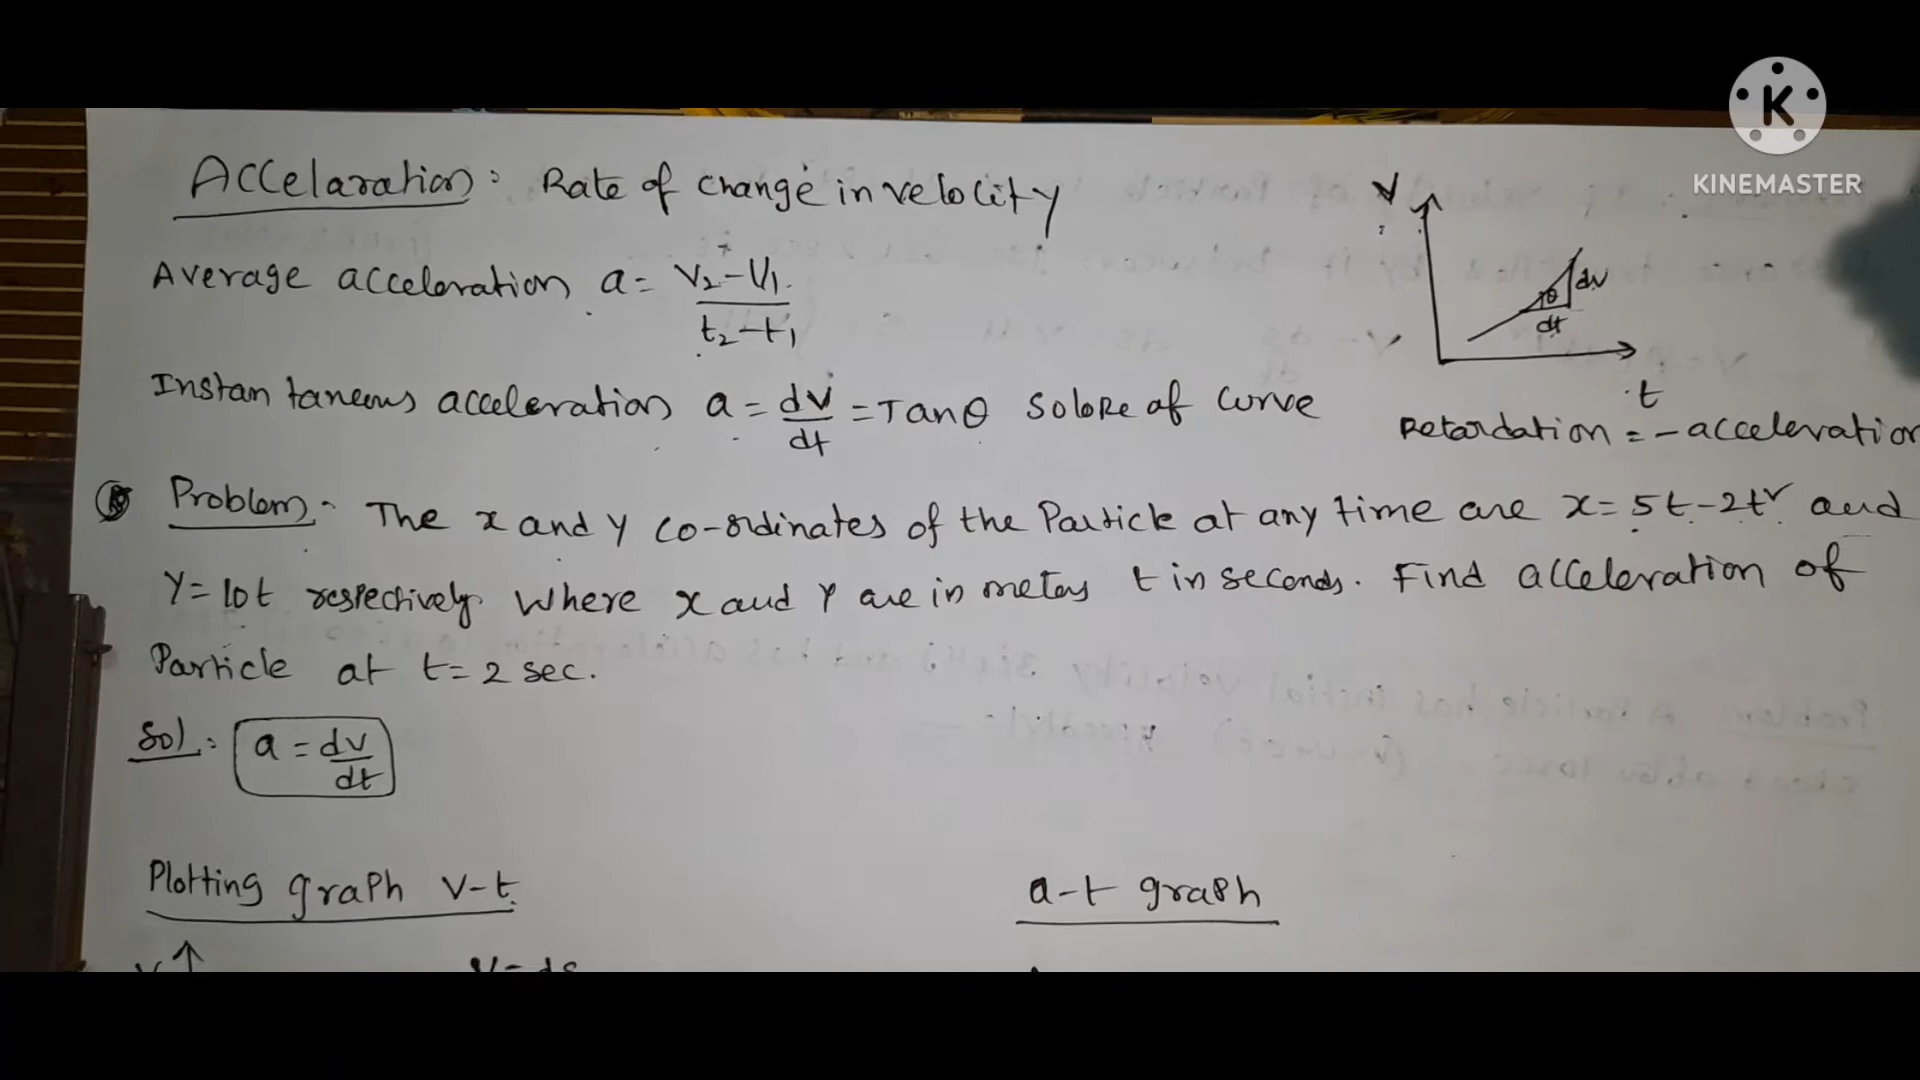 K
KINEMASTER
Accelaration: Rate of change in velocity
Average acceleration a = V₂-V₁ / t₂-t₁
V
dv
θ
dt
t
Instantaneous acceleration a = dv/dt = Tanθ Solope of curve
Retardation = - acceleration
Problem:- The x and y co-ordinates of the Particle at any time are x = 5t-2t² and
Y = 10t respectively. Where x and y are in meters t in seconds. Find acceleration of
Particle at t = 2 sec.
Sol: a = dv/dt
Plotting graph v-t
a-t graph